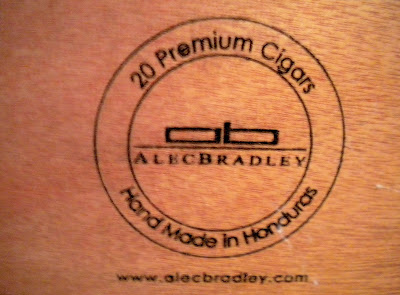 20 Premium Cigars
ab
ALECBRADLEY
Hand Made in Honduras
www.alecbradley.com